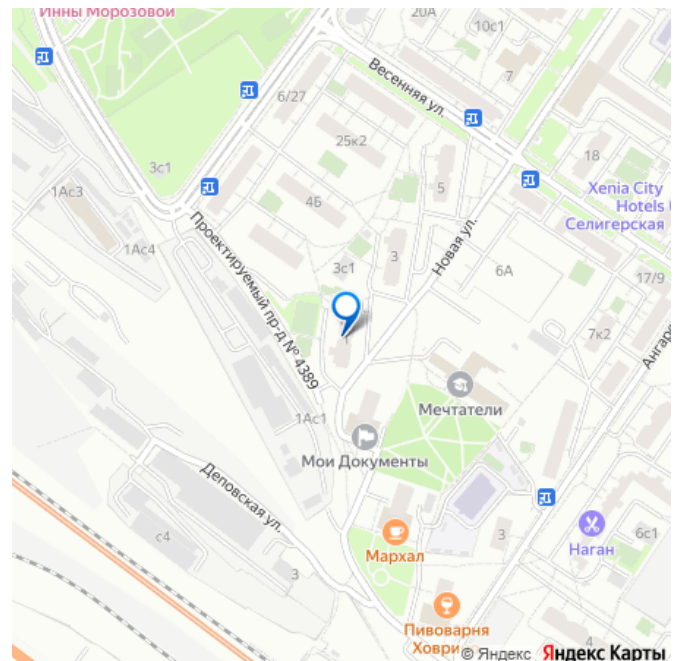 Инны Морозовой
20А
10с1
7
Весенняя ул.
6/27
25к2
18
3с1
1Ас3
4Б
5
Xenia City
Hotels
Селигерская
1Ас4
Проектируемый пр-д № 4389
3
Новая ул.
3с1
6А
17/9
7к2
Ангарс
1Ас1
Мечтатели
Мои Документы
Деповская ул.
с4
3
Мархал
3
Наган
6с1
Пивоварня
Ховри
4
© Яндекс Яндекс Карты